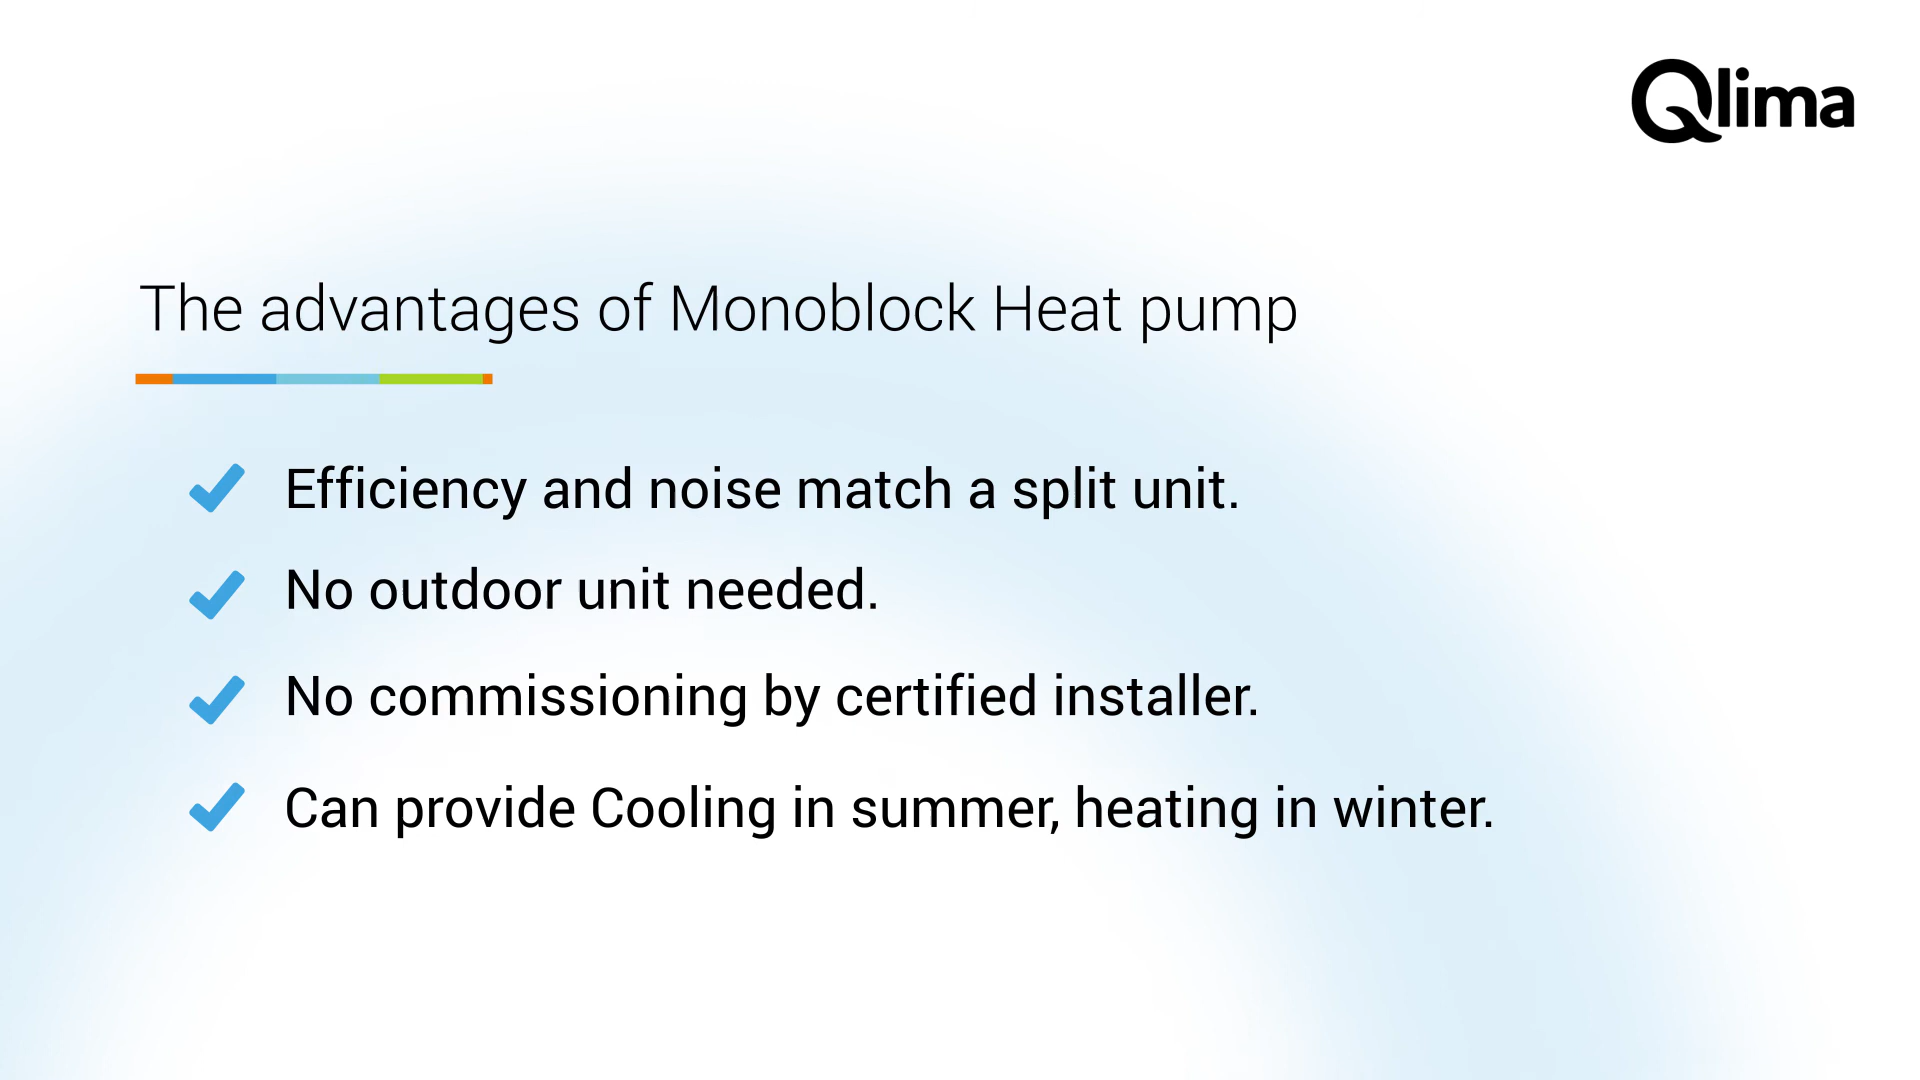 Qlima
The advantages of Monoblock Heat pump
Efficiency and noise match a split unit.
No outdoor unit needed.
No commissioning by certified installer.
Can provide Cooling in summer, heating in winter.